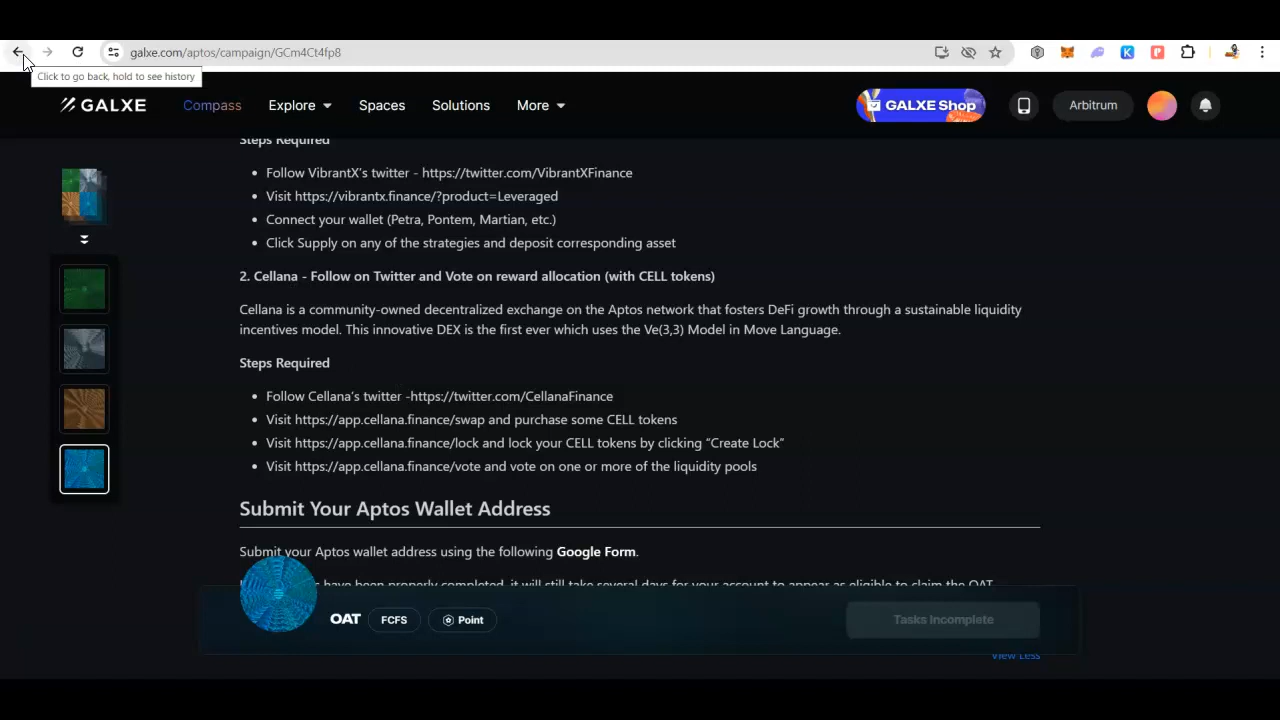 galxe.com/aptos/campaign/GCm4Ct4fp8
Click to go back, hold to see history
GALXE Compass Explore Spaces Solutions More GALXE Shop Arbitrum
Steps Required
Follow VibrantX's twitter - https://twitter.com/VibrantXFinance
Visit https://vibrantx.finance/?product=Leveraged
Connect your wallet (Petra, Pontem, Martian, etc.)
Click Supply on any of the strategies and deposit corresponding asset
2. Cellana - Follow on Twitter and Vote on reward allocation (with CELL tokens)
Cellana is a community-owned decentralized exchange on the Aptos network that fosters DeFi growth through a sustainable liquidity
incentives model. This innovative DEX is the first ever which uses the Ve(3,3) Model in Move Language.
Steps Required
Follow Cellana's twitter -https://twitter.com/CellanaFinance
Visit https://app.cellana.finance/swap and purchase some CELL tokens
Visit https://app.cellana.finance/lock and lock your CELL tokens by clicking “Create Lock”
Visit https://app.cellana.finance/vote and vote on one or more of the liquidity pools
Submit Your Aptos Wallet Address
Submit your Aptos wallet address using the following Google Form.
have been properly completed, it will still take several days for your account to appear as eligible to claim the OAT
OAT FCFS Point Tasks Incomplete
View Less